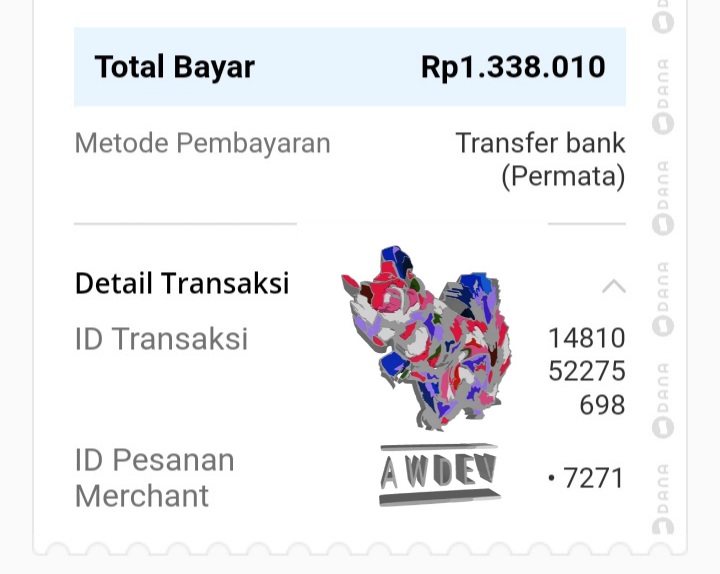 Total Bayar Rp1.338.010
Metode Pembayaran Transfer bank
(Permata)
Detail Transaksi
ID Transaksi 14810
52275
698
ID Pesanan
Merchant • 7271
AWDEV
DANA
DANA
DANA
DANA
DANA